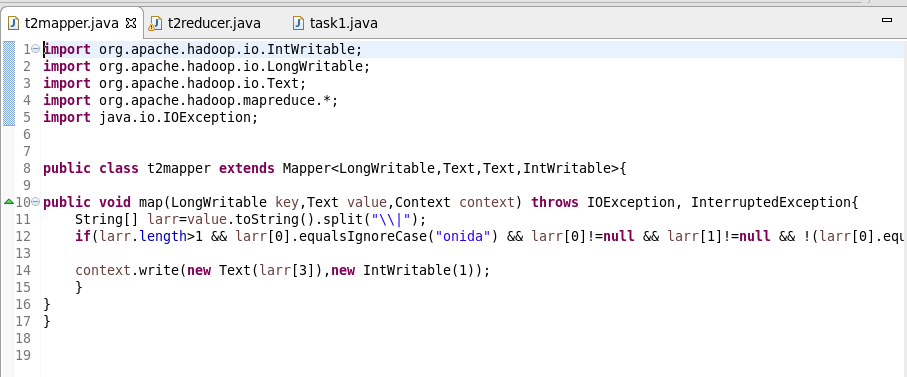 t2mapper.java t2reducer.java task1.java
1 import org.apache.hadoop.io.IntWritable;
2 import org.apache.hadoop.io.LongWritable;
3 import org.apache.hadoop.io.Text;
4 import org.apache.hadoop.mapreduce.*;
5 import java.io.IOException;
6
7
8 public class t2mapper extends Mapper<LongWritable,Text,Text,IntWritable>{
9
10 public void map(LongWritable key,Text value,Context context) throws IOException, InterruptedException{
11 String[] larr=value.toString().split("\\|");
12 if(larr.length>1 && larr[0].equalsIgnoreCase("onida") && larr[0]!=null && larr[1]!=null && !(larr[0].equ
13
14 context.write(new Text(larr[3]),new IntWritable(1));
15 }
16 }
17 }
18
19